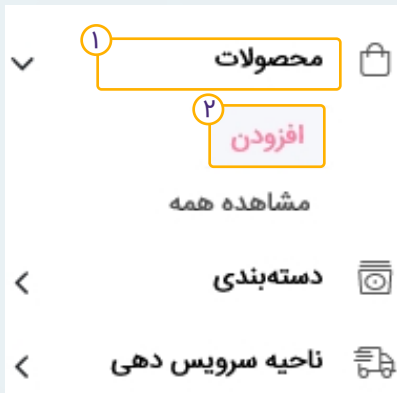 ۱
محصولات
۲
افزودن
مشاهده همه
دسته‌بندی
ناحیه سرویس دهی